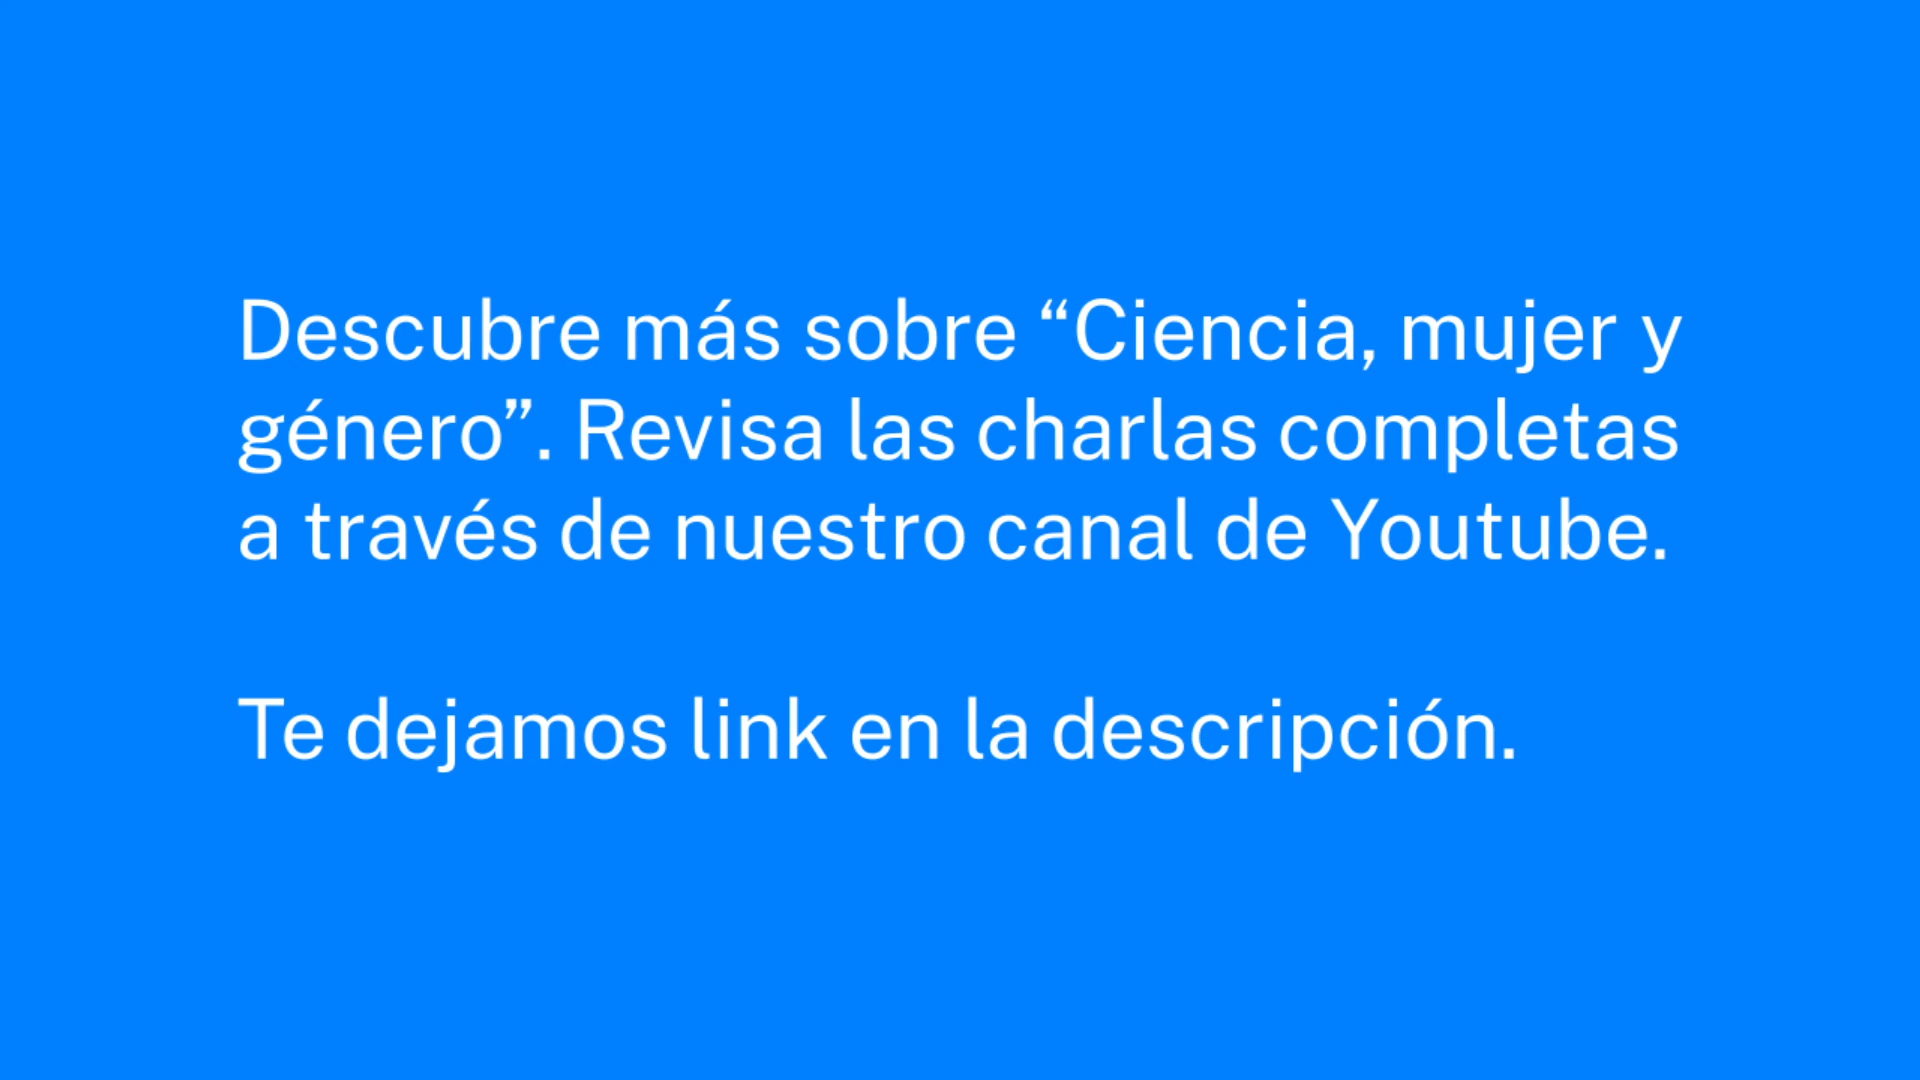 Descubre más sobre “Ciencia, mujer y
género”. Revisa las charlas completas
a través de nuestro canal de Youtube.
Te dejamos link en la descripción.